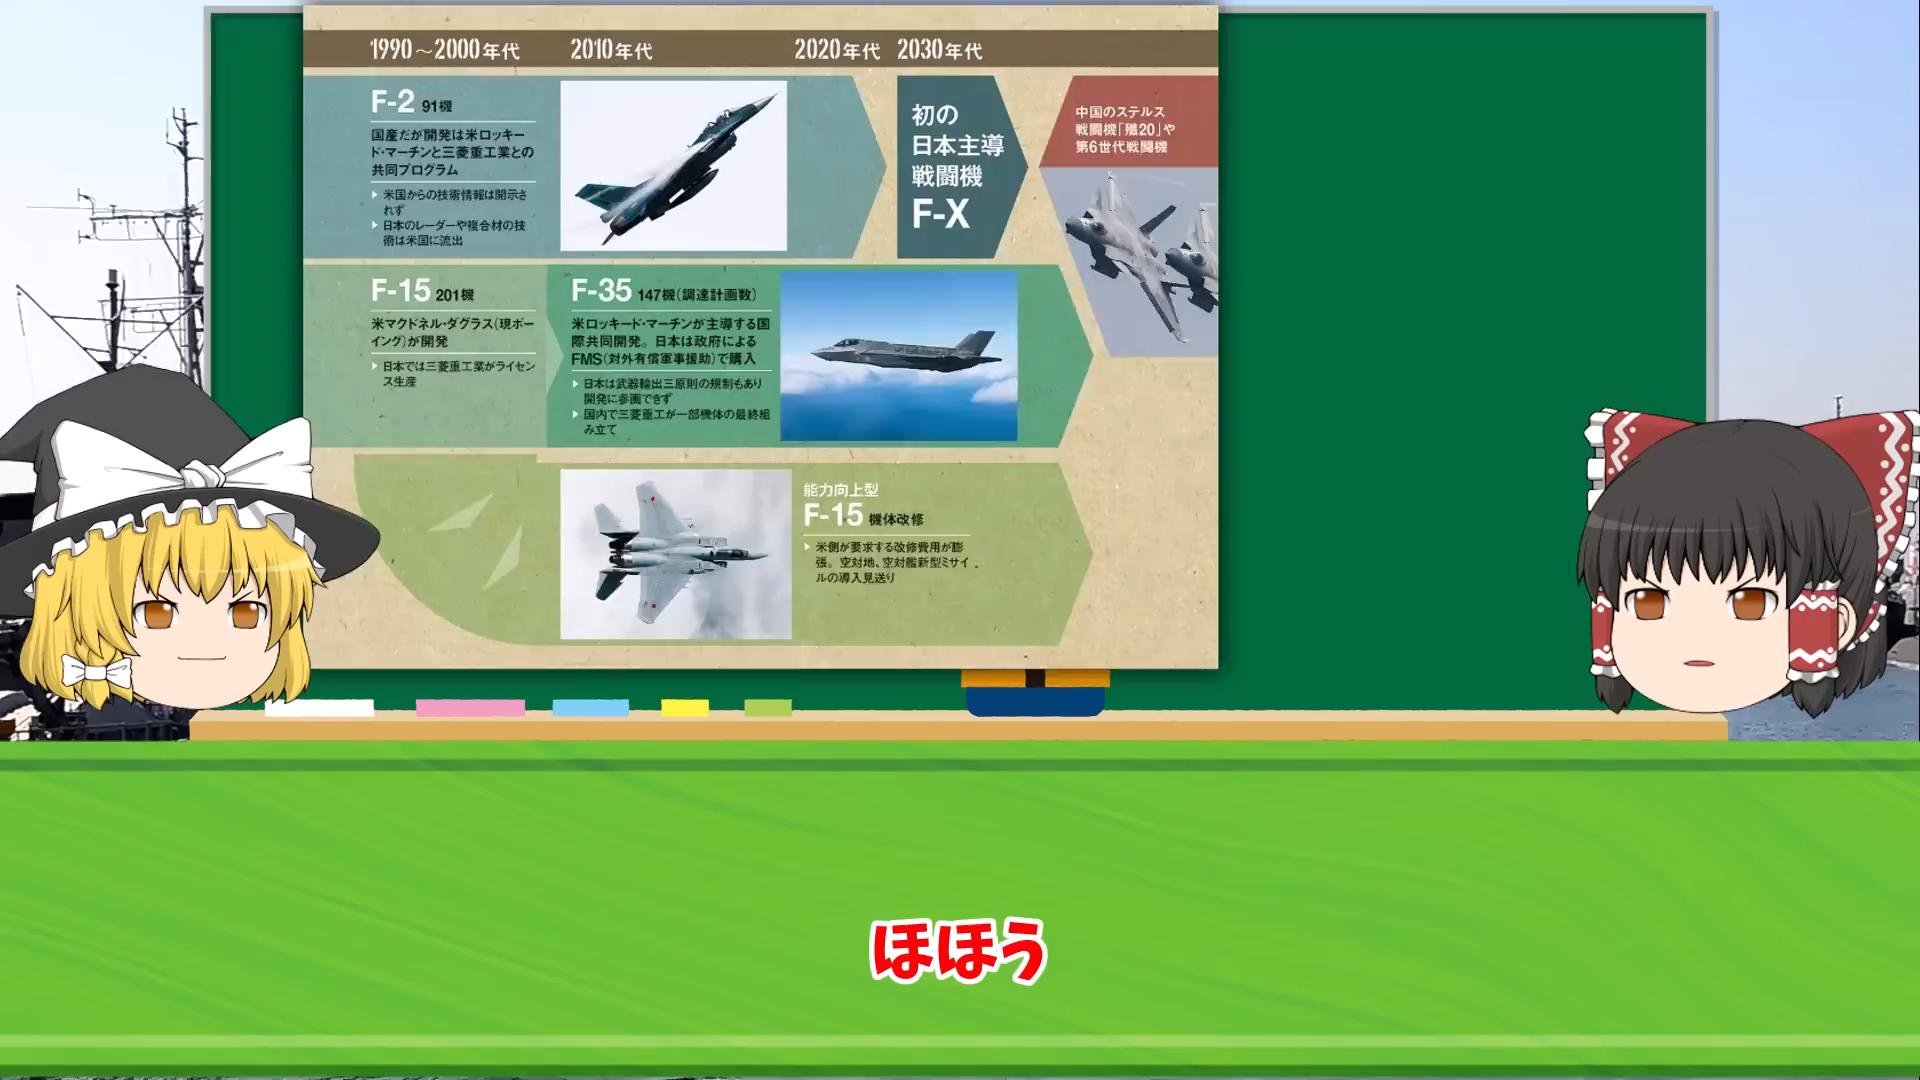 1990～2000年代
2010年代
2020年代
2030年代
F-2 91機
国産だが開発は米ロッキー
ド・マーチンと三菱重工業との
共同プログラム
米国からの技術情報は開示さ
れず
日本のレーダーや複合材の技
術は米国に流出
初の
日本主導
戦闘機
F-X
中国のステルス
戦闘機「殲20」や
第6世代戦闘機
F-15 201機
米マクドネル・ダグラス（現ボー
イング）が開発
日本では三菱重工業がライセン
ス生産
F-35 147機（調達計画数）
米ロッキード・マーチンが主導する国
際共同開発。日本は政府による
FMS（対外有償軍事援助）で購入
日本は武器輸出三原則の規制もあり
開発に参画できず
国内で三菱重工が一部機体の最終組
み立て
能力向上型
F-15 機体改修
米側が要求する改修費用が膨
張。空対地、空対艦新型ミサイ
ルの導入見送り
ほほう